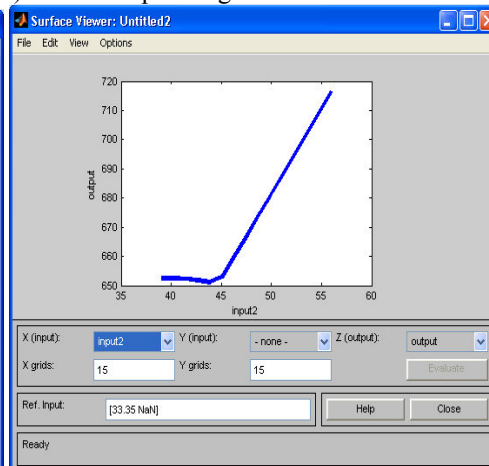 Surface Viewer: Untitled2
File Edit View Options
720
710
700
690
680
670
660
650
output
35 40 45 50 55 60
input2
X (input): input2 Y (input): - none - Z (output): output
X grids: 15 Y grids: 15 Evaluate
Ref. Input: [33.35 NaN] Help Close
Ready